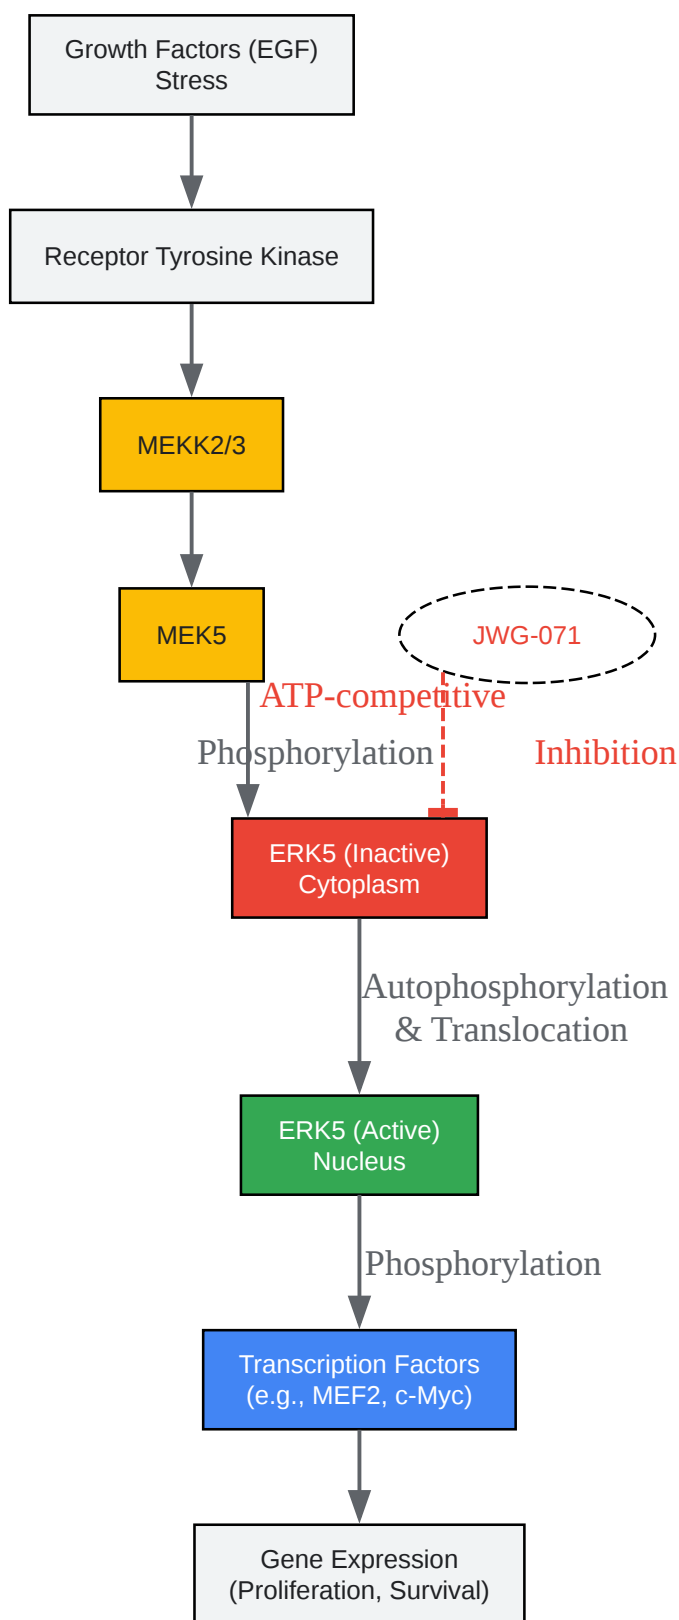 Growth Factors (EGF)
Stress
Receptor Tyrosine Kinase
MEKK2/3
MEK5
JWG-071
ATP-competitive
Phosphorylation
Inhibition
ERK5 (Inactive)
Cytoplasm
Autophosphorylation
& Translocation
ERK5 (Active)
Nucleus
Phosphorylation
Transcription Factors
(e.g., MEF2, c-Myc)
Gene Expression
(Proliferation, Survival)